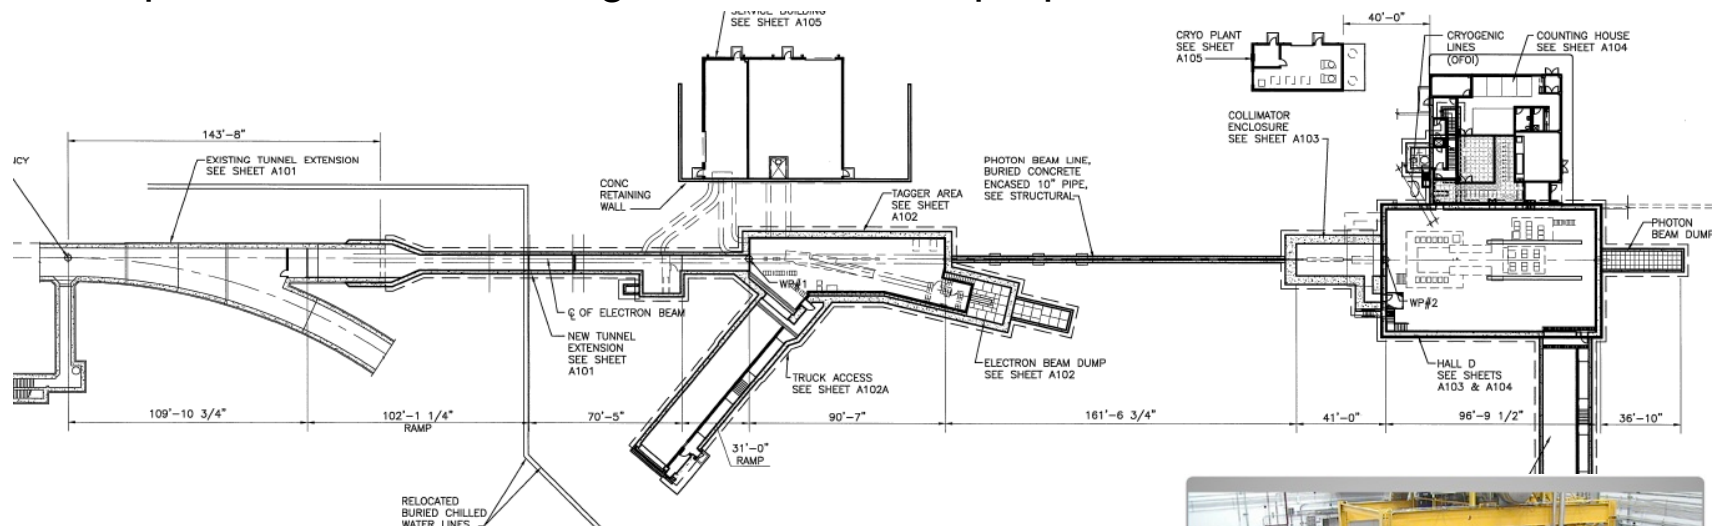 SERVICE BUILDING
SEE SHEET A105
40'-0"
CRYO PLANT
SEE SHEET
A105
CRYOGENIC
LINES
(OFOI)
COUNTING HOUSE
SEE SHEET A104
143'-8"
EXISTING TUNNEL EXTENSION
SEE SHEET A101
COLLIMATOR
ENCLOSURE
SEE SHEET A103
CONC
RETAINING
WALL
TAGGER AREA
SEE SHEET
A102
PHOTON BEAM LINE,
BURIED CONCRETE
ENCASED 10" PIPE,
SEE STRUCTURAL
PHOTON
BEAM DUMP
WP#1
WP#2
℄ OF ELECTRON BEAM
NEW TUNNEL
EXTENSION
SEE SHEET
A101
TRUCK ACCESS
SEE SHEET A102A
ELECTRON BEAM DUMP
SEE SHEET A102
HALL D
SEE SHEETS
A103 & A104
109'-10 3/4"
102'-1 1/4"
RAMP
70'-5"
90'-7"
161'-6 3/4"
41'-0"
96'-9 1/2"
36'-10"
31'-0"
RAMP
RELOCATED
BURIED CHILLED
WATER LINES